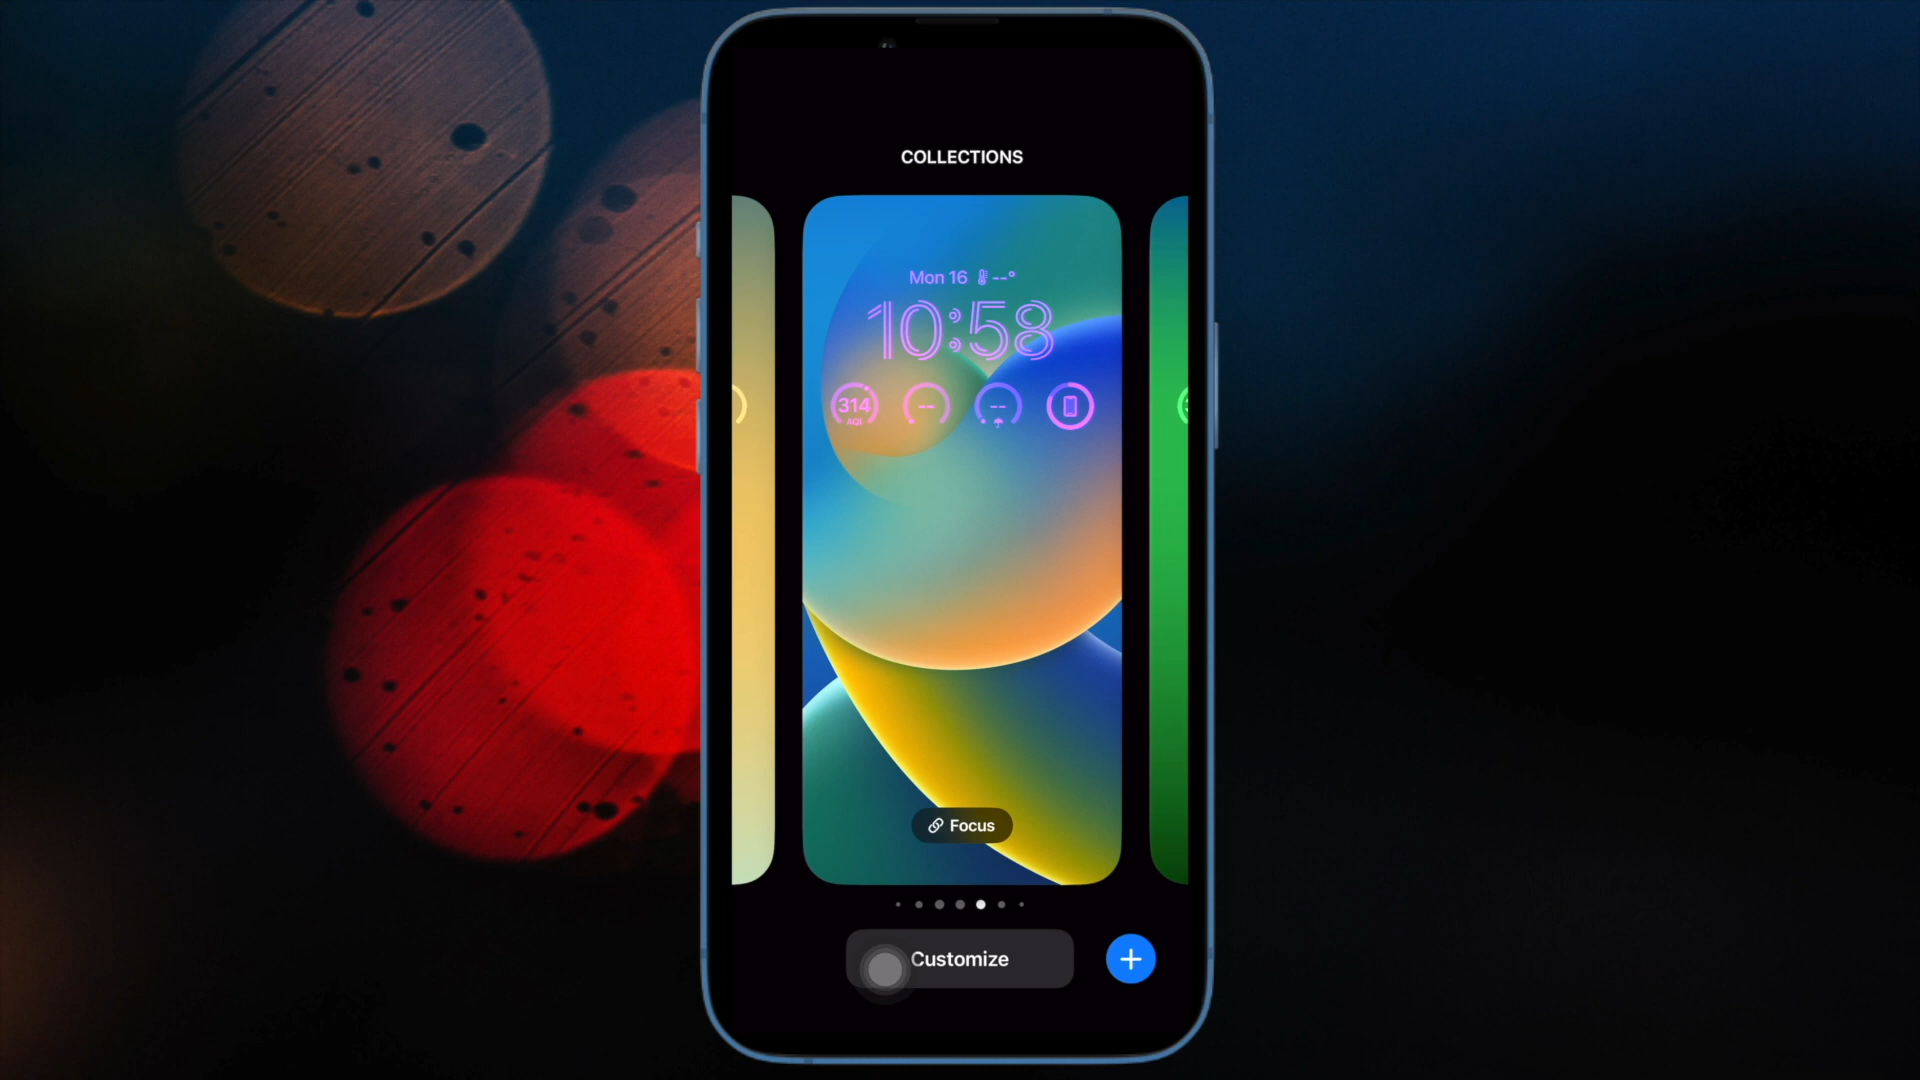 COLLECTIONS
Mon 16 --°
10:58
314 -- --
AQI
Focus
Customize